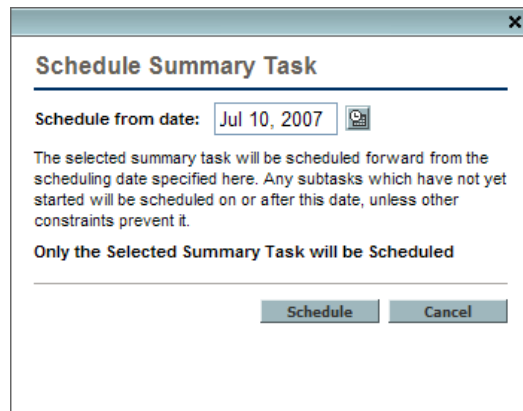 Schedule Summary Task
Schedule from date: Jul 10, 2007
The selected summary task will be scheduled forward from the
scheduling date specified here. Any subtasks which have not yet
started will be scheduled on or after this date, unless other
constraints prevent it.
Only the Selected Summary Task will be Scheduled
Schedule Cancel